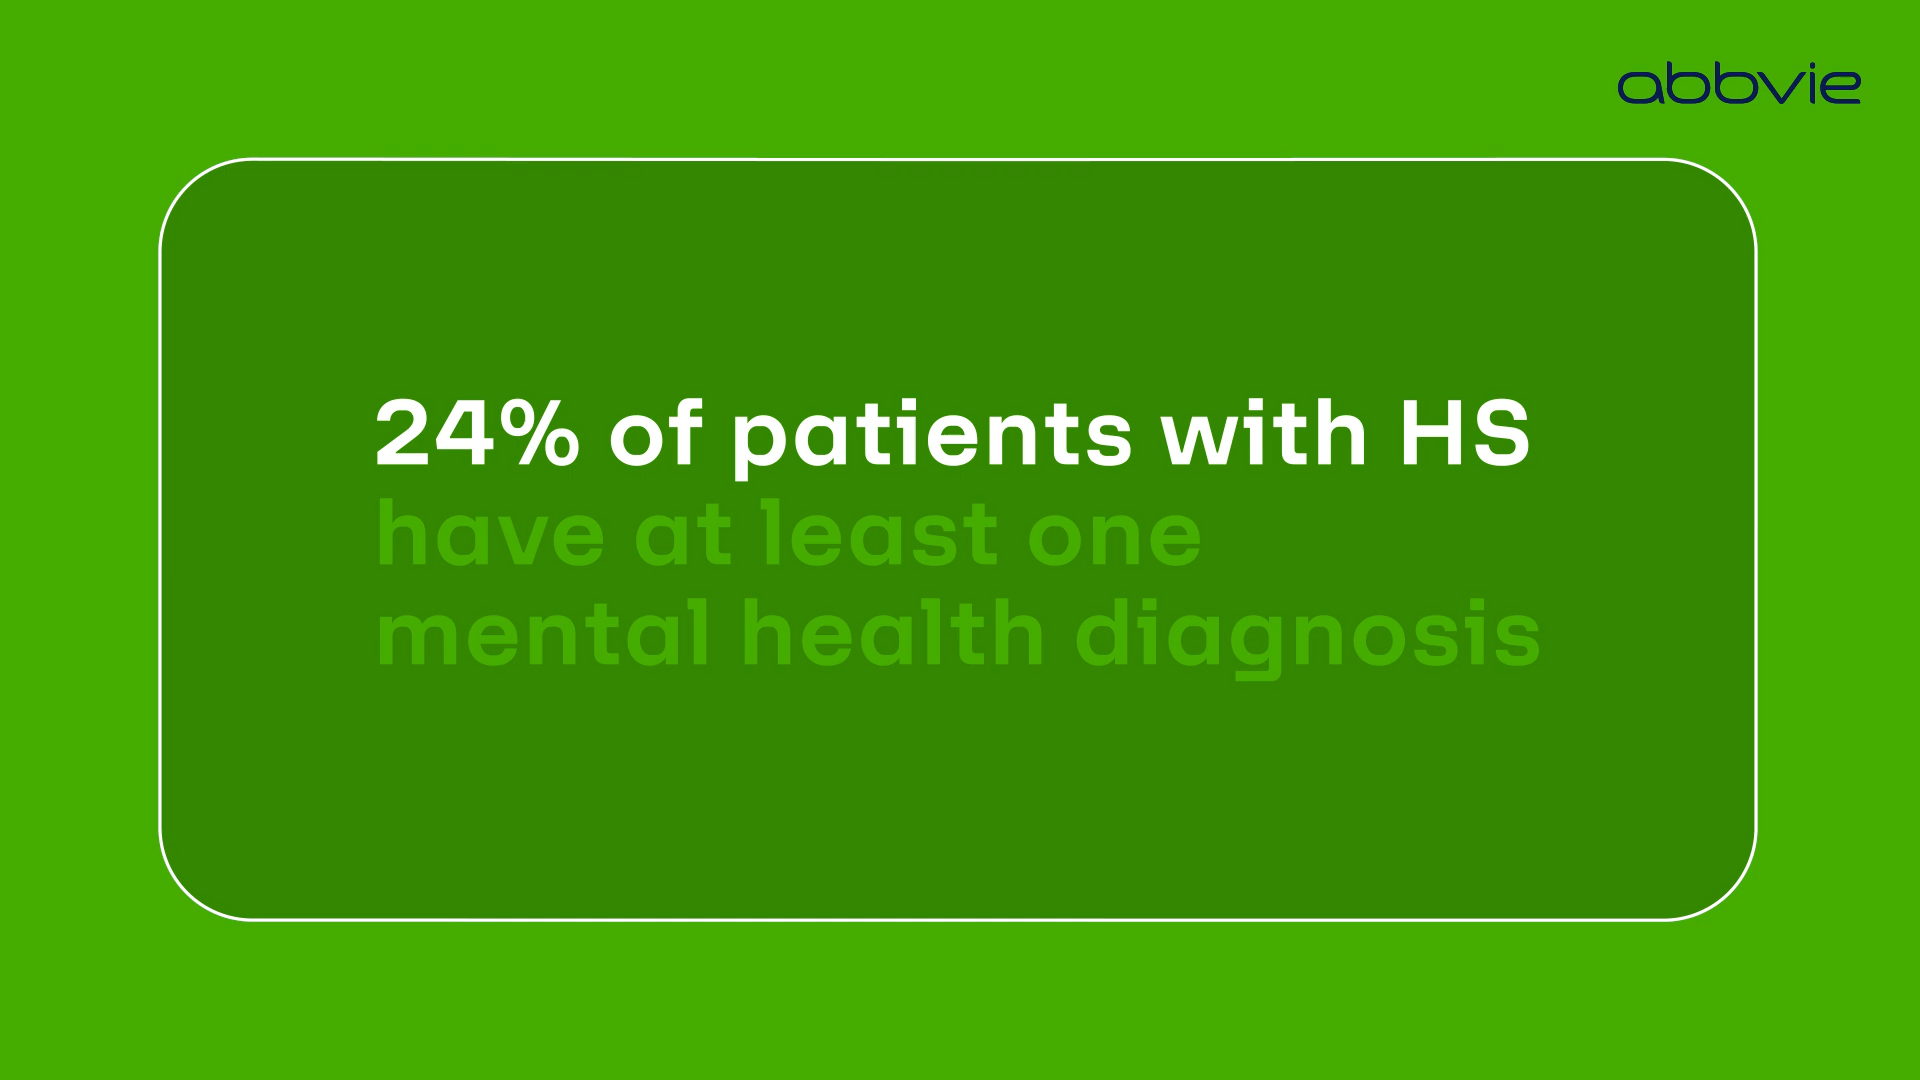 abbvie
24% of patients with HS
have at least one
mental health diagnosis